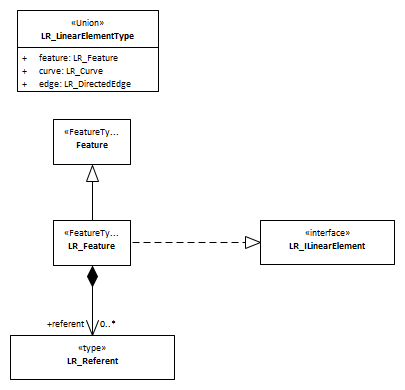 «Union»
LR_LinearElementType
+ feature: LR_Feature
+ curve: LR_Curve
+ edge: LR_DirectedEdge
«FeatureTy...
Feature
«FeatureTy...
LR_Feature
«interface»
LR_ILinearElement
+referent 0..*
«type»
LR_Referent